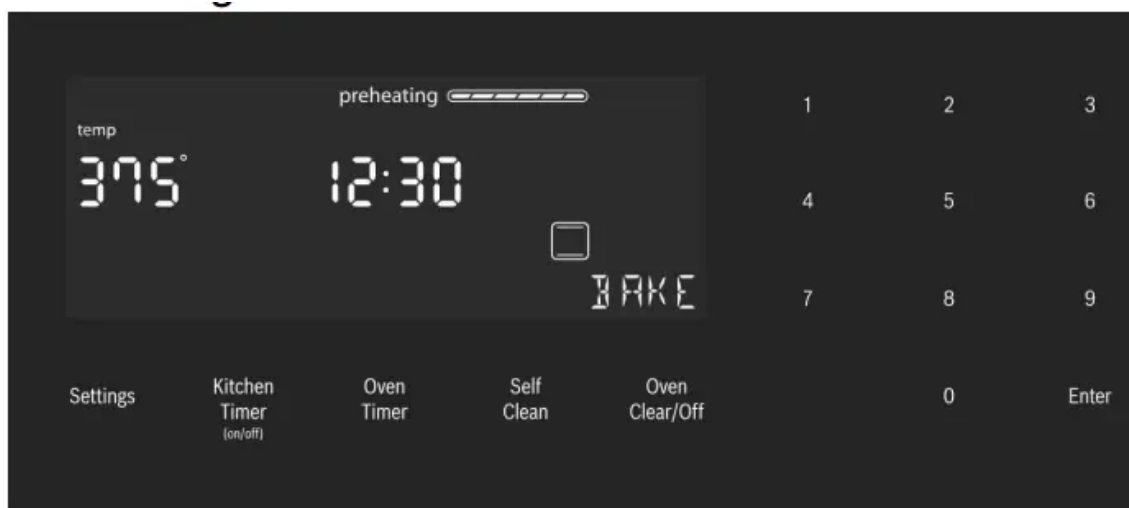 preheating
temp
375° 12:30
BAKE
1 2 3
4 5 6
7 8 9
0 Enter
Settings
Kitchen
Timer
(on/off)
Oven
Timer
Self
Clean
Oven
Clear/Off